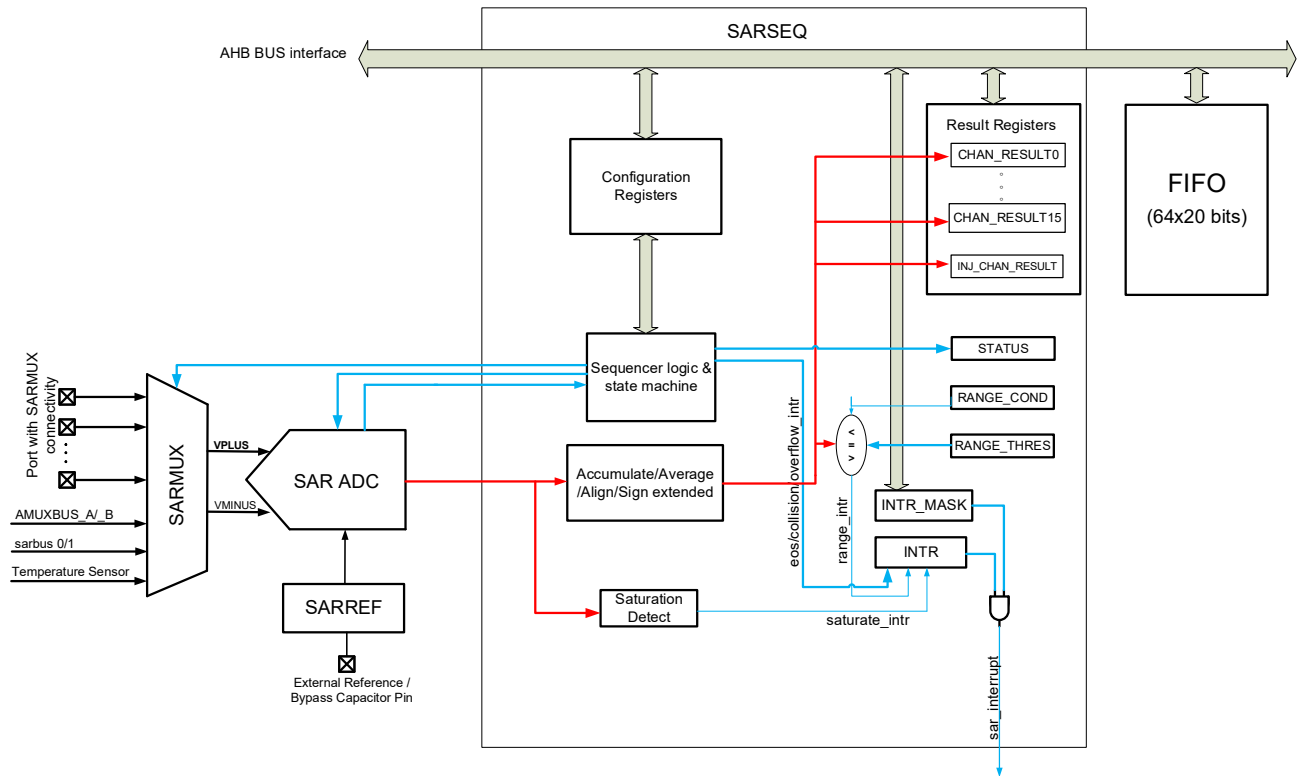 SARSEQ
AHB BUS interface
Configuration
Registers
Result Registers
CHAN_RESULT0
CHAN_RESULT15
INJ_CHAN_RESULT
FIFO
(64x20 bits)
Sequencer logic &
state machine
STATUS
RANGE_COND
RANGE_THRES
< = >
Port with SARMUX
connectivity
SARMUX
VPLUS
VMINUS
SAR ADC
AMUXBUS_A/_B
sarbus 0/1
Temperature Sensor
Accumulate/Average
/Align/Sign extended
eos/collision/overflow_intr
range_intr
INTR_MASK
INTR
SARREF
Saturation
Detect
saturate_intr
External Reference /
Bypass Capacitor Pin
sar_interrupt